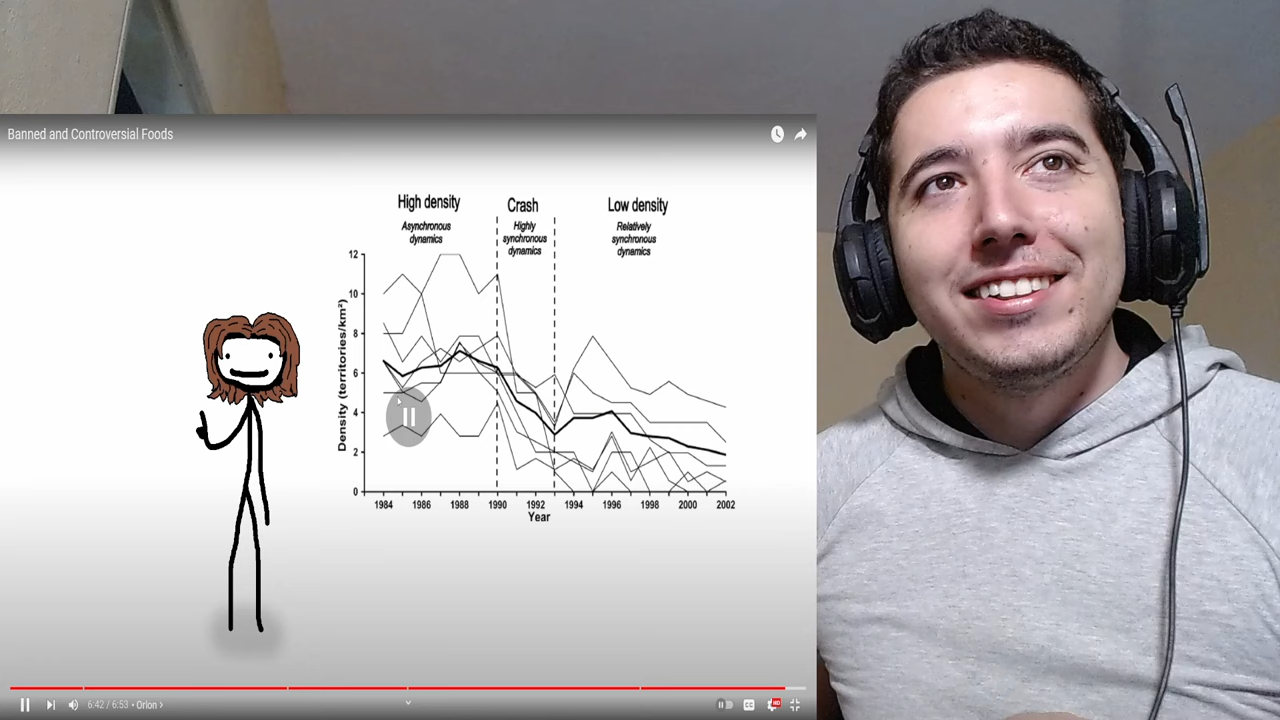 Banned and Controversial Foods
High density
Crash
Low density
Asynchronous
dynamics
Highly
synchronous
dynamics
Relatively
synchronous
dynamics
12
10
8
6
4
2
0
Density (territories/km²)
1984 1986 1988 1990 1992 1994 1996 1998 2000 2002
Year
6:42 / 6:53 • Orion ›
CC
HD